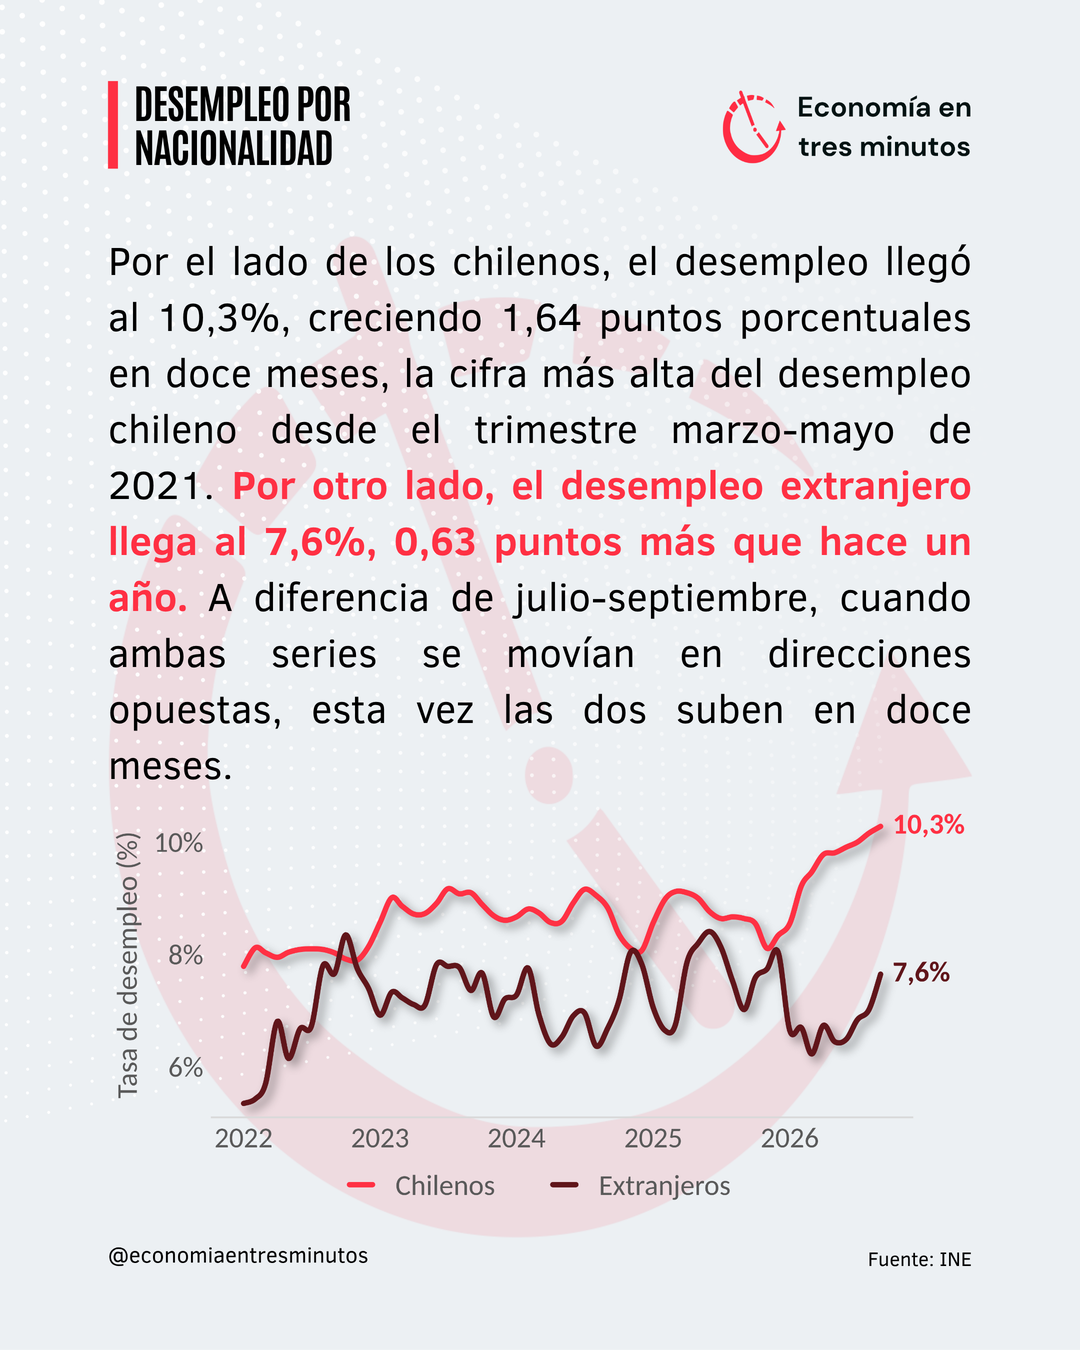 DESEMPLEO POR
NACIONALIDAD
Economía en
tres minutos
Por el lado de los chilenos, el desempleo llegó
al 10,3%, creciendo 1,64 puntos porcentuales
en doce meses, la cifra más alta del desempleo
chileno desde el trimestre marzo-mayo de
2021. Por otro lado, el desempleo extranjero
llega al 7,6%, 0,63 puntos más que hace un
año. A diferencia de julio-septiembre, cuando
ambas series se movían en direcciones
opuestas, esta vez las dos suben en doce
meses.
Tasa de desempleo (%)
10%
8%
6%
10,3%
7,6%
2022 2023 2024 2025 2026
Chilenos Extranjeros
@economiaentresminutos
Fuente: INE